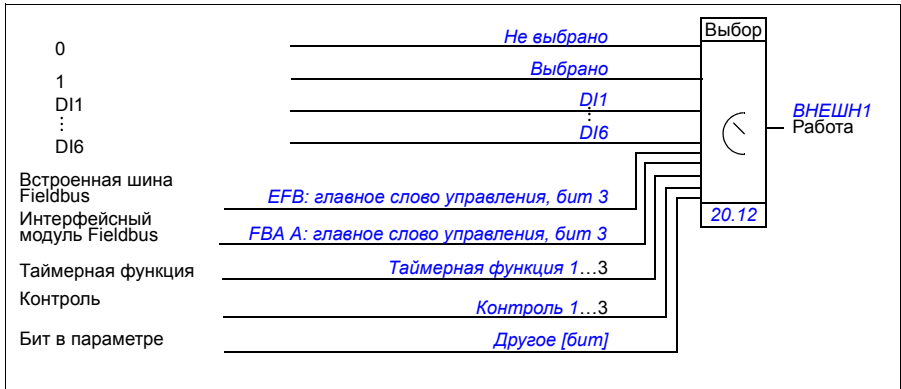 0 Не выбрано Выбор
1 Выбрано
DI1 DI1
⋮ ⋮
DI6 DI6
ВНЕШН1
Работа
Встроенная шина
Fieldbus EFB: главное слово управления, бит 3
20.12
Интерфейсный
модуль Fieldbus FBA A: главное слово управления, бит 3
Таймерная функция Таймерная функция 1…3
Контроль Контроль 1…3
Бит в параметре Другое [бит]